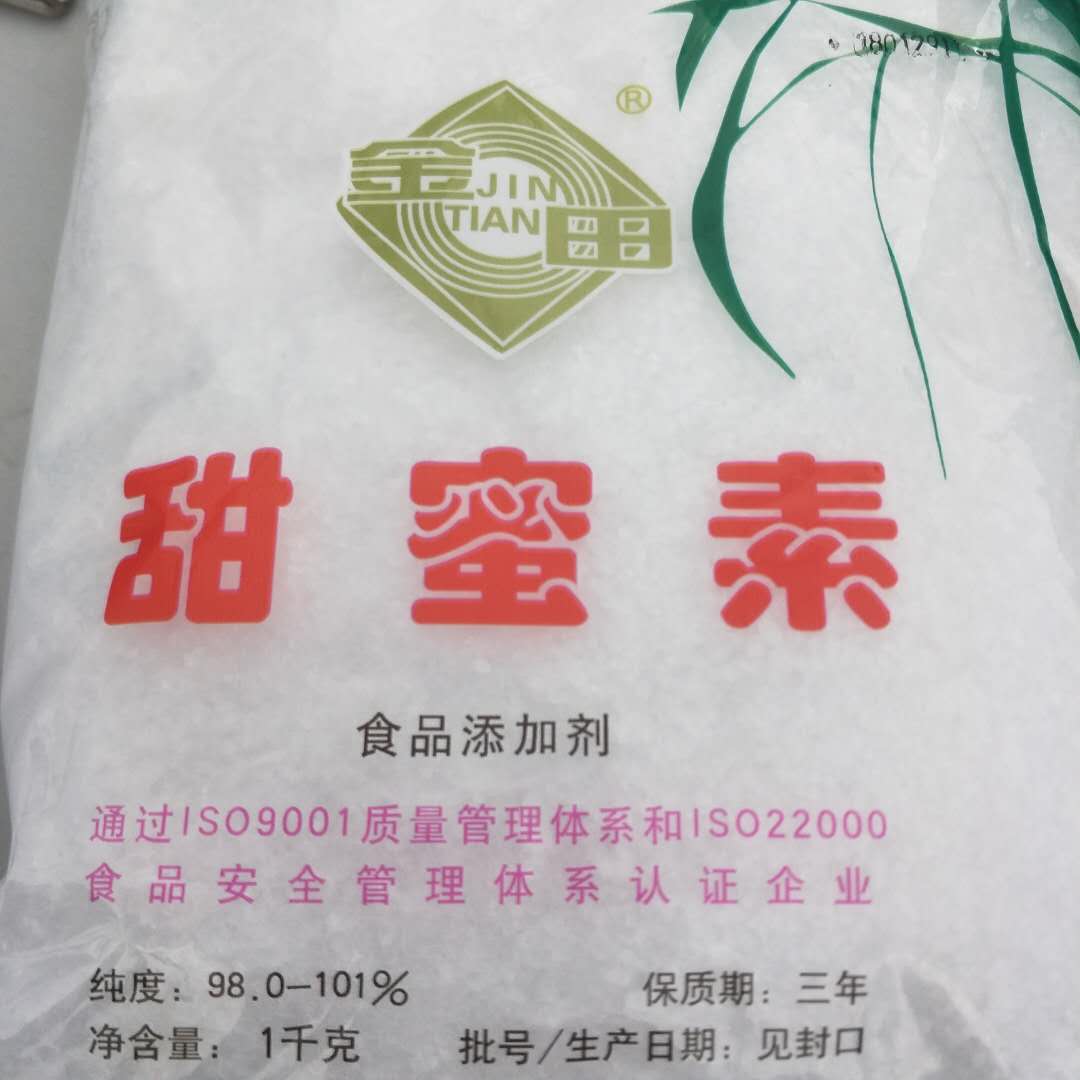 ®
金田
JIN
TIAN
甜蜜素
食品添加剂
通过ISO9001质量管理体系和ISO22000
食品安全管理体系认证企业
纯度：98.0-101% 保质期：三年
净含量：1千克 批号/生产日期：见封口